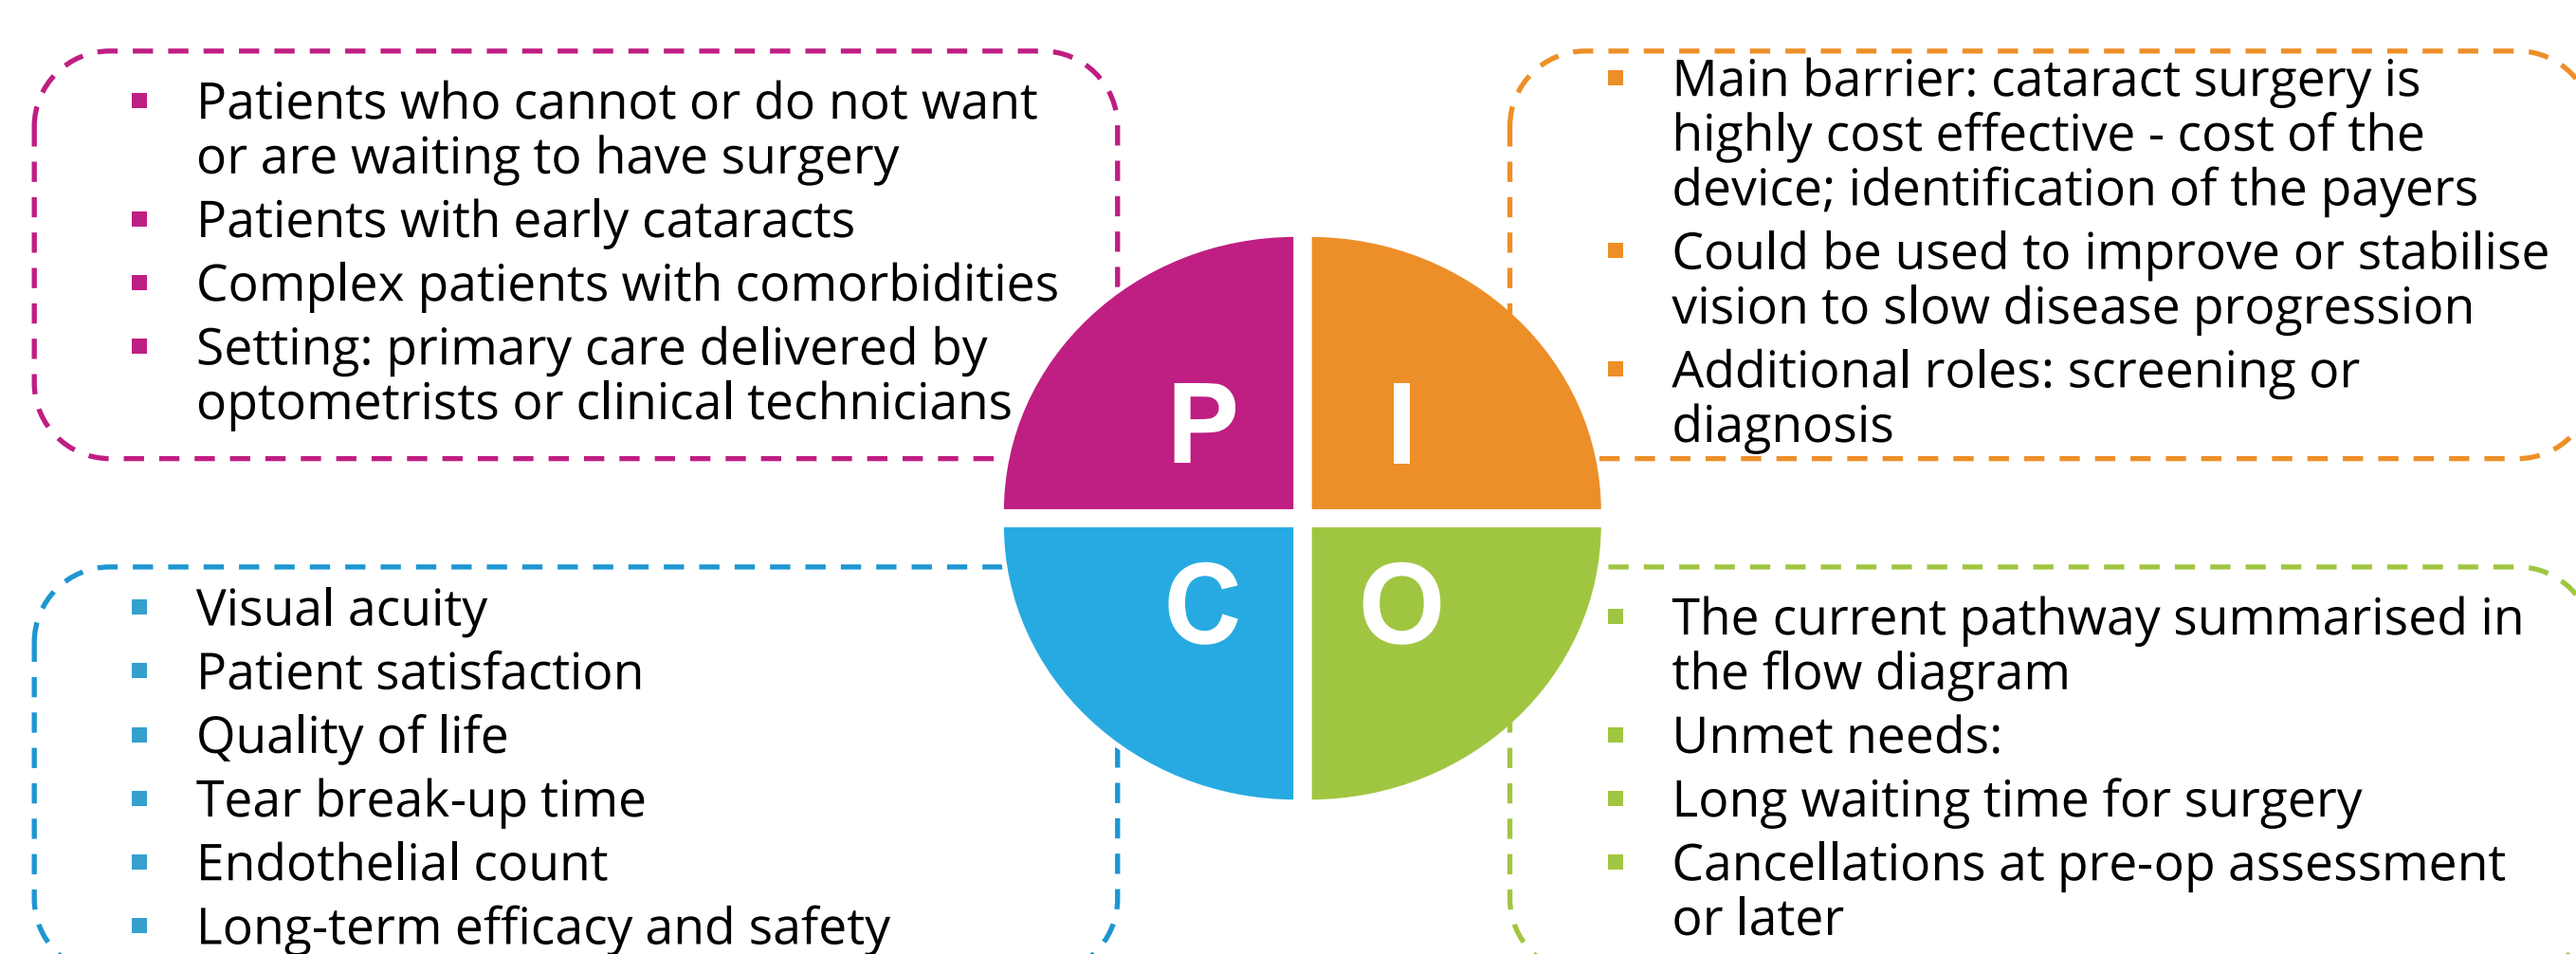 Patients who cannot or do not want
or are waiting to have surgery
Patients with early cataracts
Complex patients with comorbidities
Setting: primary care delivered by
optometrists or clinical technicians
Main barrier: cataract surgery is
highly cost effective - cost of the
device; identification of the payers
Could be used to improve or stabilise
vision to slow disease progression
Additional roles: screening or
diagnosis
P
I
C
O
Visual acuity
Patient satisfaction
Quality of life
Tear break-up time
Endothelial count
Long-term efficacy and safety
The current pathway summarised in
the flow diagram
Unmet needs:
Long waiting time for surgery
Cancellations at pre-op assessment
or later